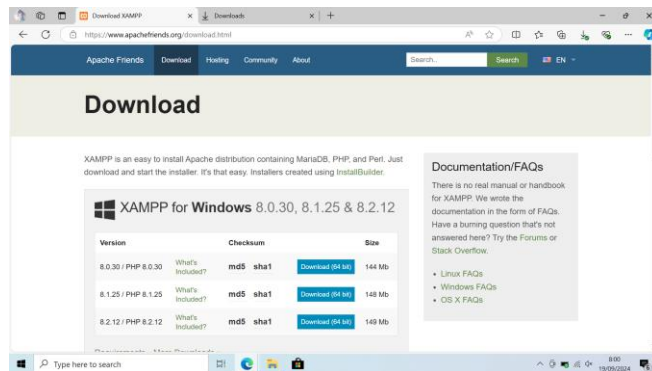 Download XAMPP
Downloads
https://www.apachefriends.org/download.html
Apache Friends Download Hosting Community About Search... Search EN
Download
XAMPP is an easy to install Apache distribution containing MariaDB, PHP, and Perl. Just
download and start the installer. It's that easy. Installers created using InstallBuilder.
XAMPP for Windows 8.0.30, 8.1.25 & 8.2.12
Version Checksum Size
8.0.30 / PHP 8.0.30 What's Included? md5 sha1 Download (64 bit) 144 Mb
8.1.25 / PHP 8.1.25 What's Included? md5 sha1 Download (64 bit) 148 Mb
8.2.12 / PHP 8.2.12 What's Included? md5 sha1 Download (64 bit) 149 Mb
Documentation/FAQs
There is no real manual or handbook
for XAMPP. We wrote the
documentation in the form of FAQs.
Have a burning question that's not
answered here? Try the Forums or
Stack Overflow.
• Linux FAQs
• Windows FAQs
• OS X FAQs
Type here to search
8:00
19/09/2024